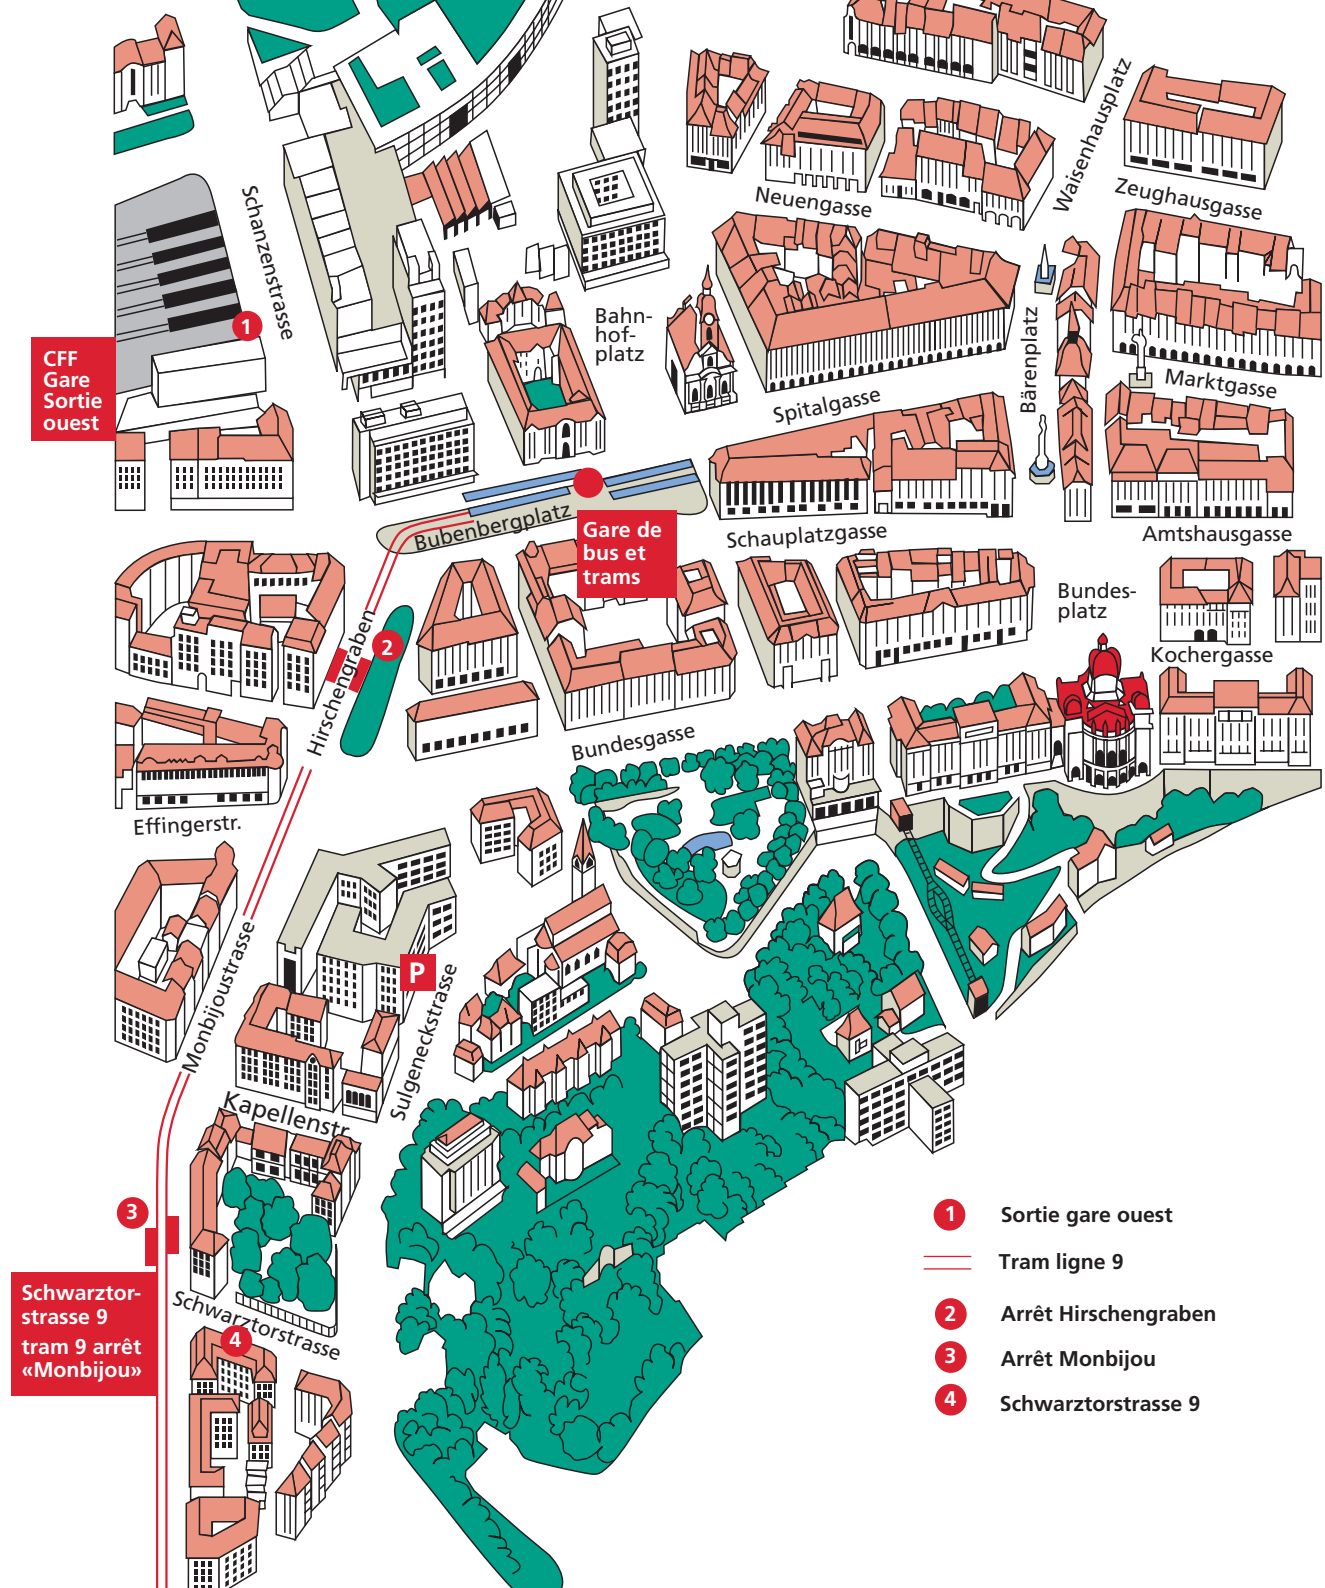 Waisenhausplatz
Zeughausgasse
Neuengasse
Schanzenstrasse
1
Bahn-
hof-
platz
Bärenplatz
CFF
Gare
Sortie
ouest
Marktgasse
Spitalgasse
Bubenbergplatz
Gare de
bus et
trams
Schauplatzgasse
Amtshausgasse
Bundes-
platz
Kochergasse
2
Hirschengraben
Bundesgasse
Effingerstr.
Monbijoustrasse
P
Sulgeneckstrasse
Kapellenstr.
3
Schwarztor-
strasse 9
tram 9 arrêt
«Monbijou»
Schwarztorstrasse
4
1 Sortie gare ouest
Tram ligne 9
2 Arrêt Hirschengraben
3 Arrêt Monbijou
4 Schwarztorstrasse 9